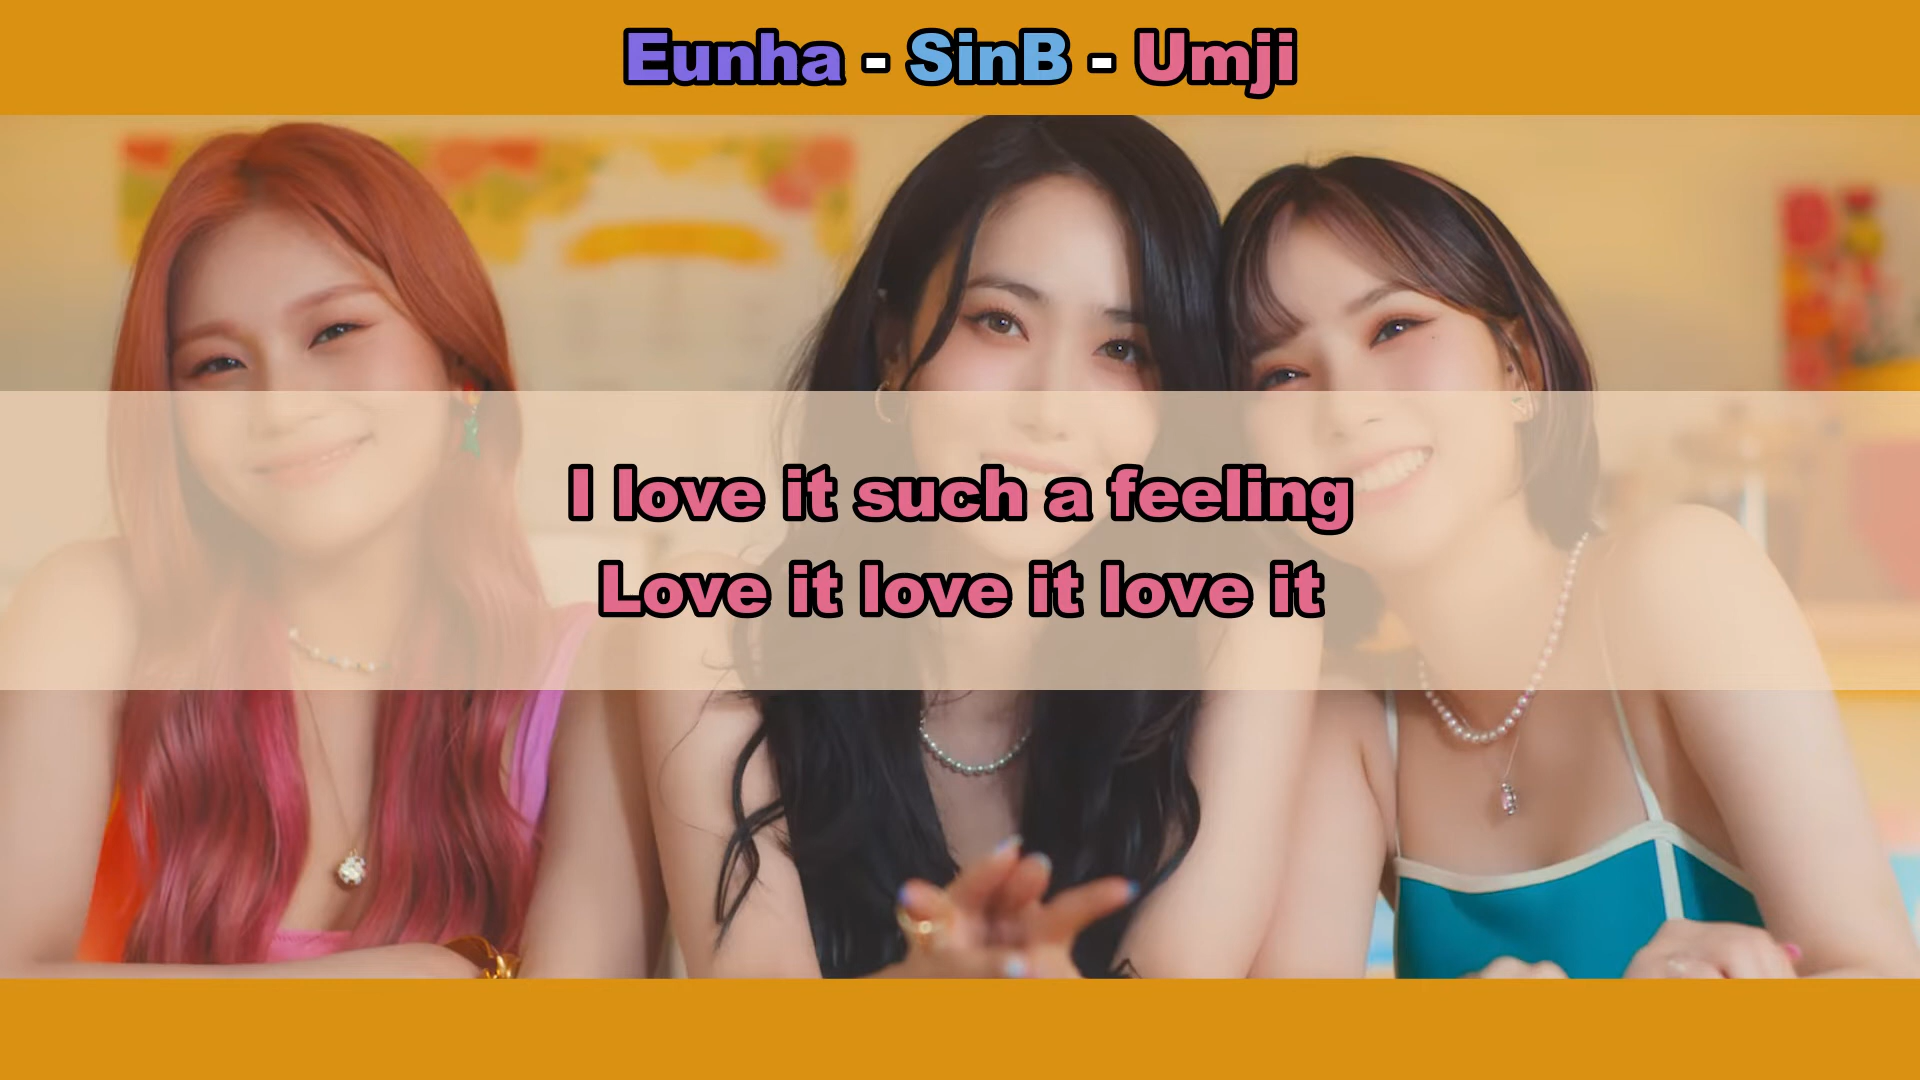 Eunha - SinB - Umji
I love it such a feeling
Love it love it love it